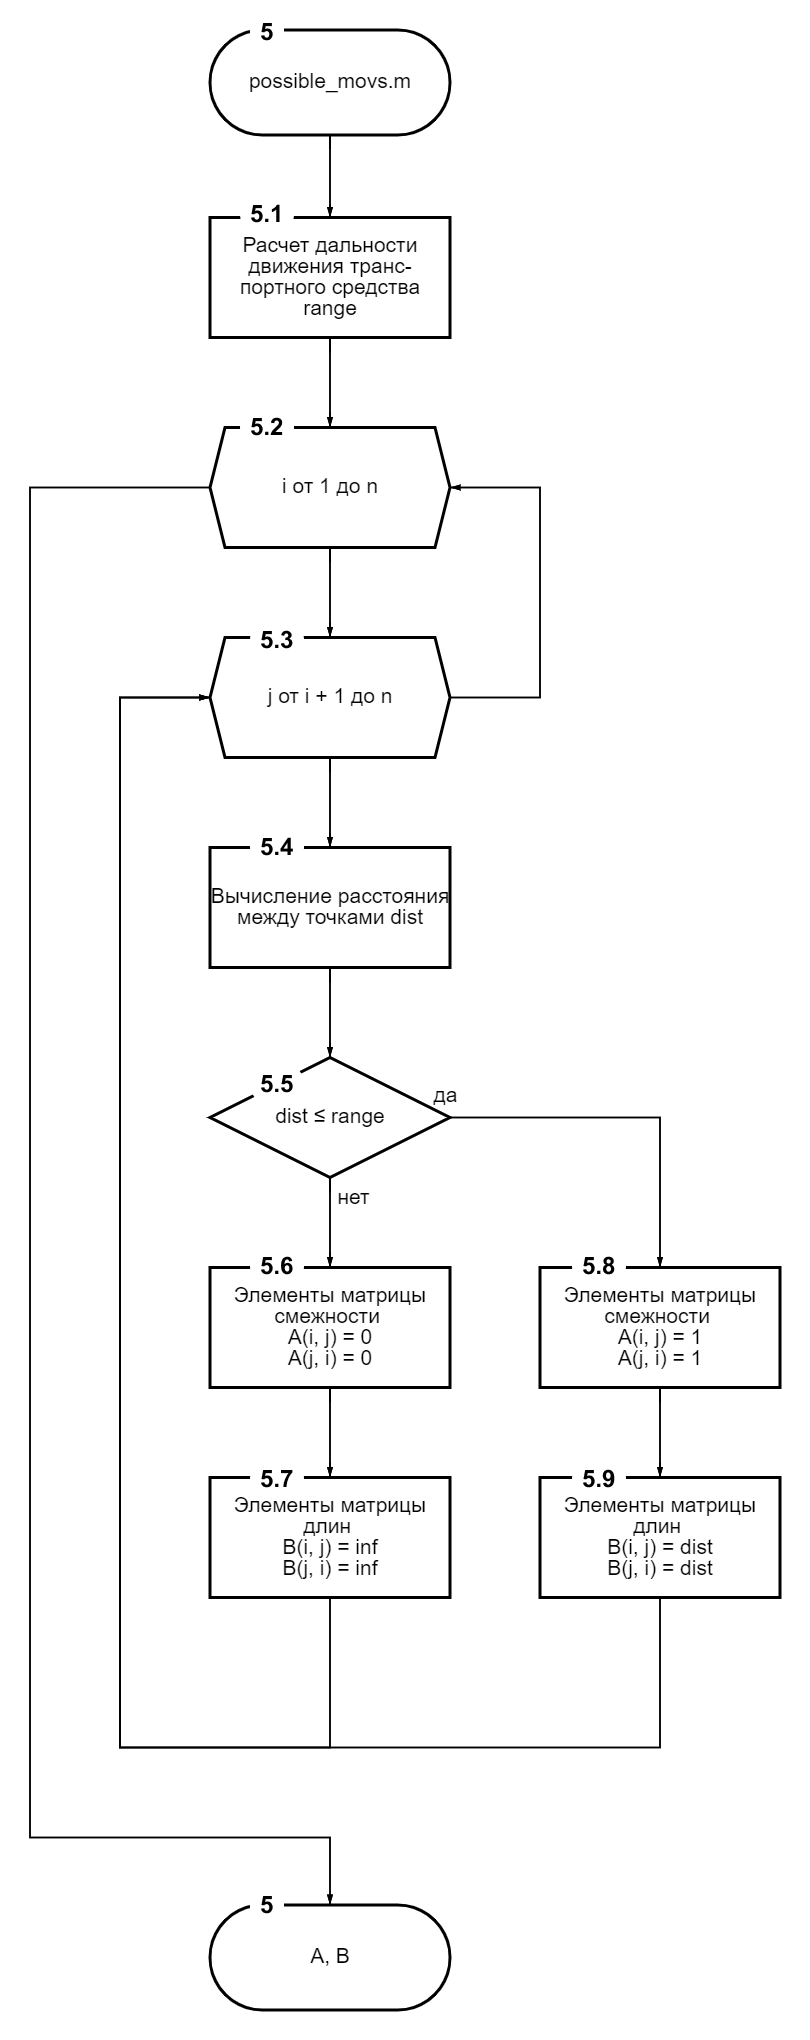 5
possible_movs.m
5.1
Расчет дальности
движения транс-
портного средства
range
5.2
i от 1 до n
5.3
j от i + 1 до n
5.4
Вычисление расстояния
между точками dist
5.5
dist ≤ range
да
нет
5.6
Элементы матрицы
смежности
A(i, j) = 0
A(j, i) = 0
5.8
Элементы матрицы
смежности
A(i, j) = 1
A(j, i) = 1
5.7
Элементы матрицы
длин
B(i, j) = inf
B(j, i) = inf
5.9
Элементы матрицы
длин
B(i, j) = dist
B(j, i) = dist
5
A, B